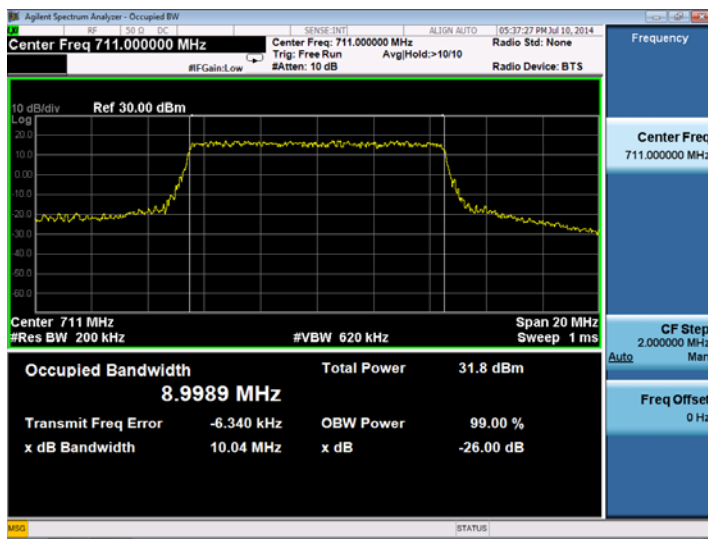 Agilent Spectrum Analyzer - Occupied BW
RF 50 Ω DC SENSE:INT ALIGN AUTO 05:37:27 PM Jul 10, 2014
Center Freq 711.000000 MHz
Center Freq: 711.000000 MHz
Radio Std: None
Trig: Free Run Avg|Hold:>10/10
#IFGain:Low #Atten: 10 dB Radio Device: BTS
Frequency
10 dB/div Ref 30.00 dBm
Log
20.0
10.0
0.00
-10.0
-20.0
-30.0
-40.0
-50.0
-60.0
Center 711 MHz Span 20 MHz
#Res BW 200 kHz #VBW 620 kHz Sweep 1 ms
Center Freq
711.000000 MHz
CF Step
2.000000 MHz
Auto Man
Freq Offset
0 Hz
Occupied Bandwidth Total Power 31.8 dBm
8.9989 MHz
Transmit Freq Error -6.340 kHz OBW Power 99.00 %
x dB Bandwidth 10.04 MHz x dB -26.00 dB
MSG STATUS